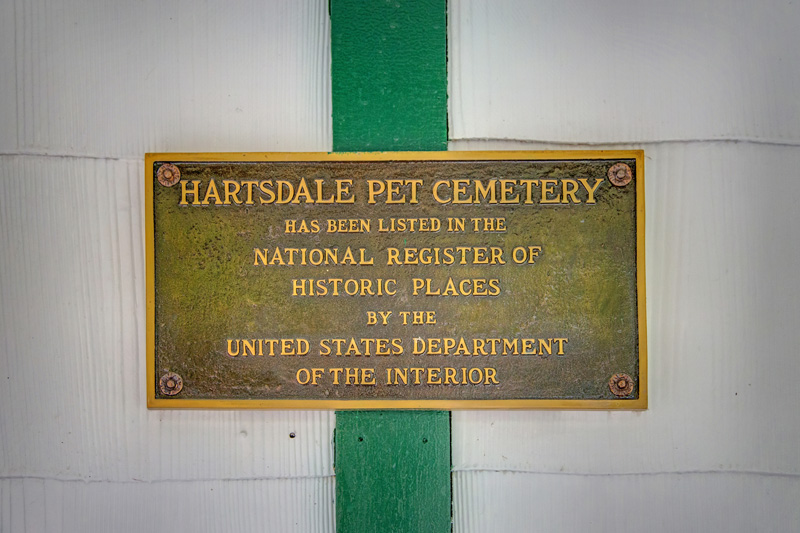 HARTSDALE PET CEMETERY
HAS BEEN LISTED IN THE
NATIONAL REGISTER OF
HISTORIC PLACES
BY THE
UNITED STATES DEPARTMENT
OF THE INTERIOR